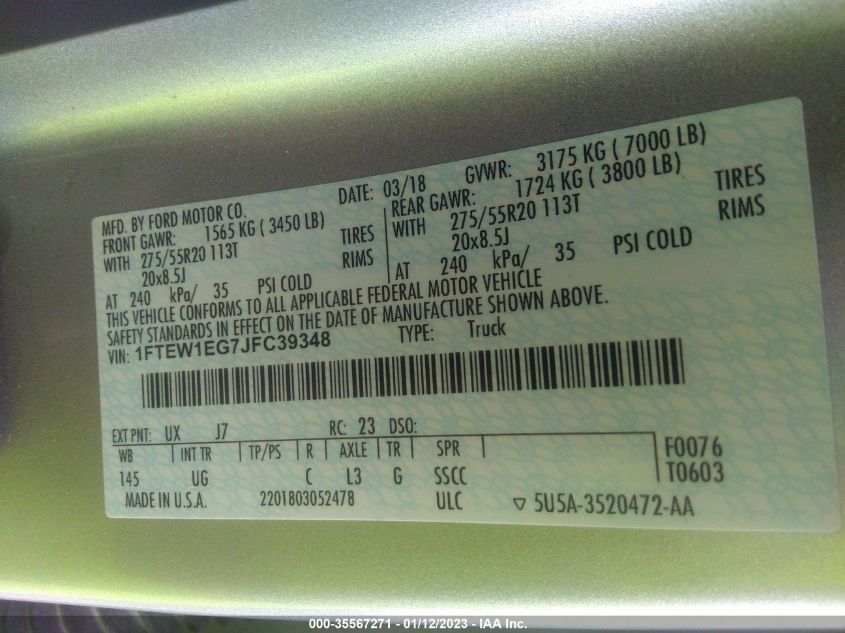 MFD. BY FORD MOTOR CO. DATE: 03/18 GVWR: 3175 KG ( 7000 LB)
FRONT GAWR: 1565 KG ( 3450 LB) REAR GAWR: 1724 KG ( 3800 LB)
WITH 275/55R20 113T TIRES WITH 275/55R20 113T TIRES
20x8.5J RIMS 20x8.5J RIMS
AT 240 kPa/ 35 PSI COLD AT 240 kPa/ 35 PSI COLD
THIS VEHICLE CONFORMS TO ALL APPLICABLE FEDERAL MOTOR VEHICLE
SAFETY STANDARDS IN EFFECT ON THE DATE OF MANUFACTURE SHOWN ABOVE.
VIN: 1FTEW1EG7JFC39348 TYPE: Truck
EXT PNT: UX J7 RC: 23 DSO:
WB INT TR TP/PS R AXLE TR SPR F0076
145 UG C L3 G SSCC T0603
MADE IN U.S.A. 2201803052478 ULC ▽ 5U5A-3520472-AA
000-35567271 - 01/12/2023 - IAA Inc.